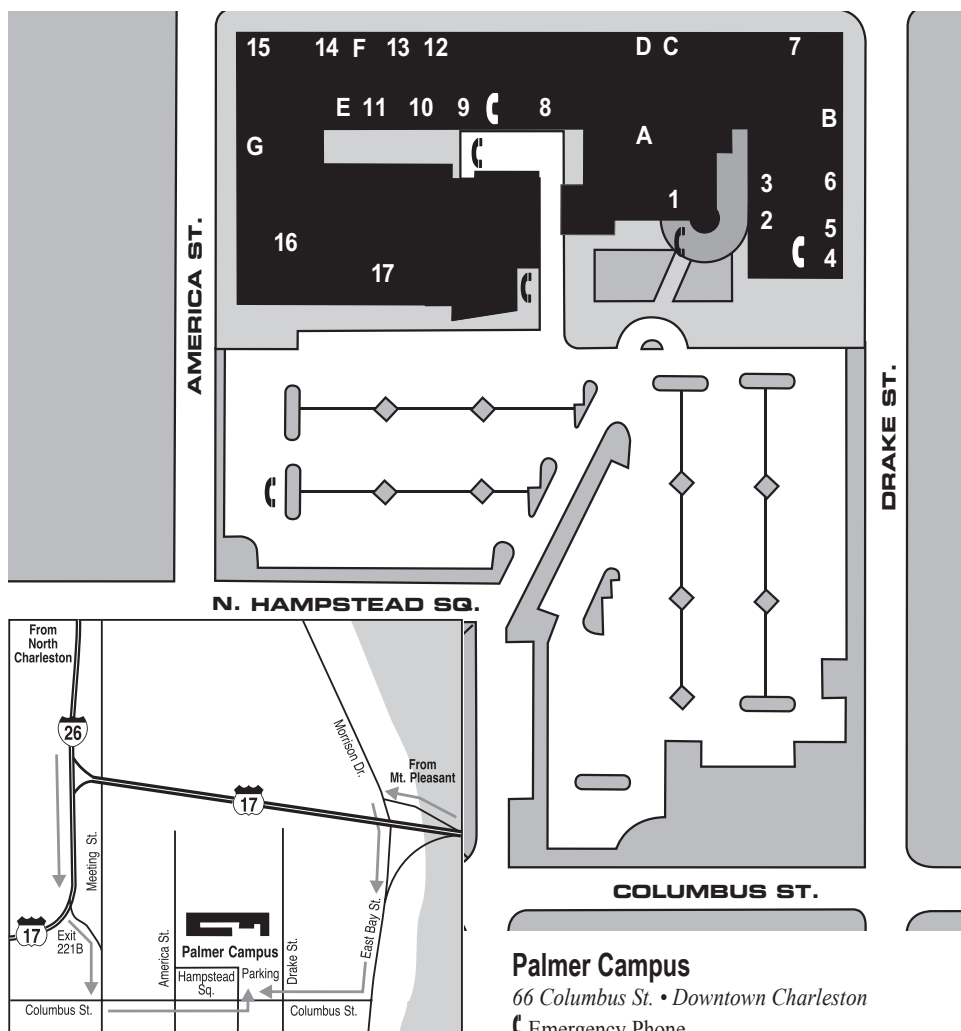 15 14 F 13 12 D C 7
E 11 10 9 8
B
G A
3 6
1
2 5
16
4
17
AMERICA ST.
DRAKE ST.
N. HAMPSTEAD SQ.
COLUMBUS ST.
From
North
Charleston
26
Morrison Dr.
From
Mt. Pleasant
17
Meeting St.
17
Exit
221B
America St.
Palmer Campus
Hampstead
Sq.
Parking
Drake St.
East Bay St.
Columbus St.
Columbus St.
Palmer Campus
66 Columbus St. • Downtown Charleston
Emergency Phone